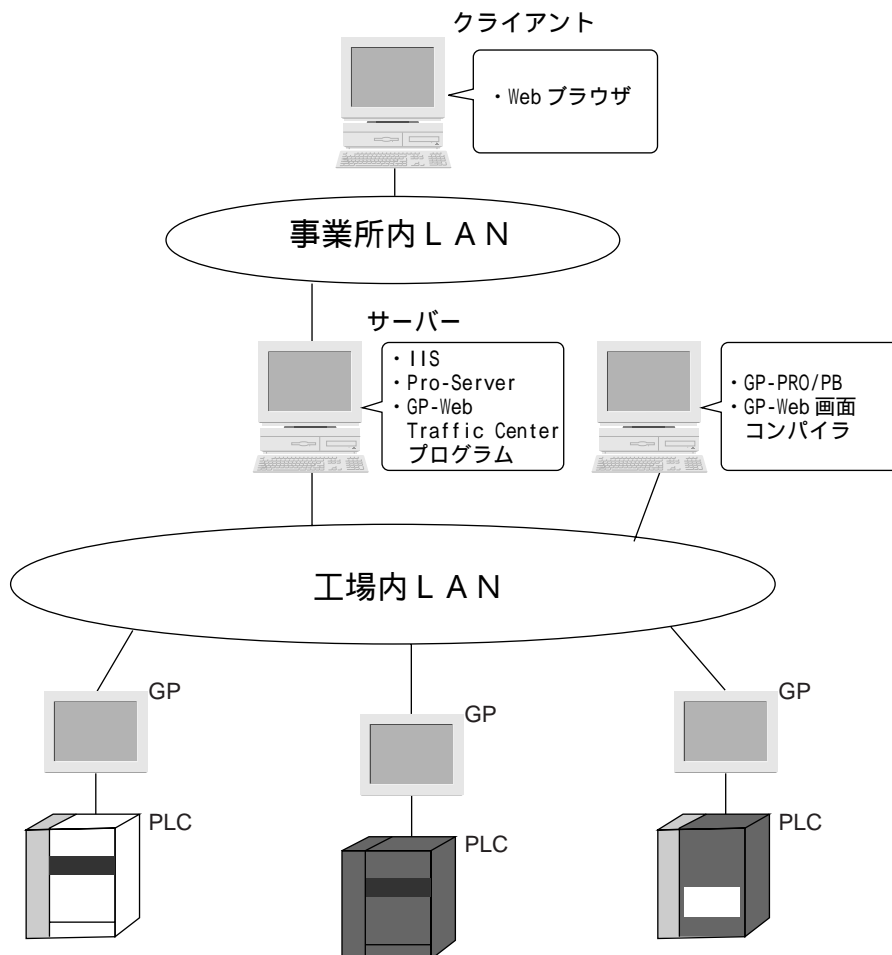 クライアント
・Web ブラウザ
事業所内ＬＡＮ
サーバー
・IIS
・Pro-Server
・GP-Web
Traffic Center
プログラム
・GP-PRO/PB
・GP-Web 画面
コンパイラ
工場内ＬＡＮ
GP
GP
GP
PLC
PLC
PLC